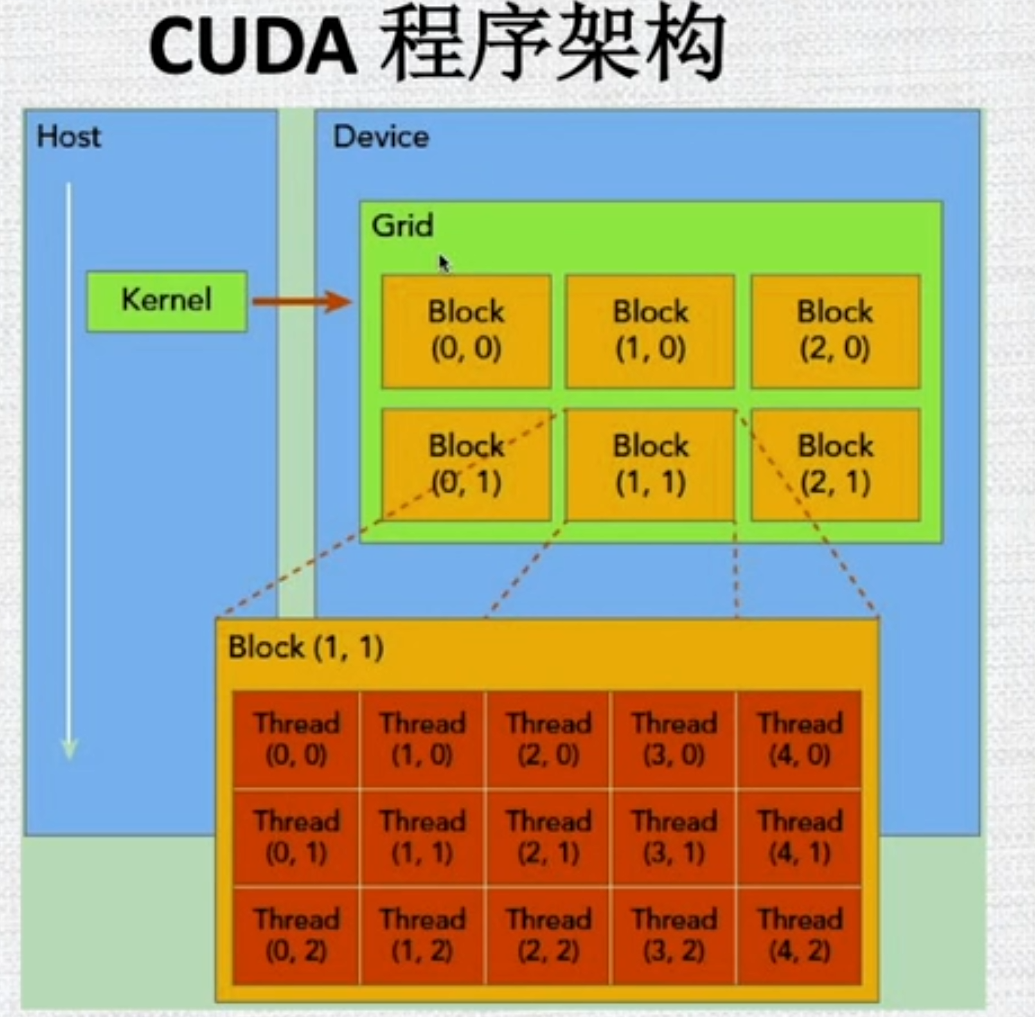 CUDA 程序架构
Host
Device
Grid
Kernel
Block
(0, 0)
Block
(1, 0)
Block
(2, 0)
Block
(0, 1)
Block
(1, 1)
Block
(2, 1)
Block (1, 1)
Thread
(0, 0)
Thread
(1, 0)
Thread
(2, 0)
Thread
(3, 0)
Thread
(4, 0)
Thread
(0, 1)
Thread
(1, 1)
Thread
(2, 1)
Thread
(3, 1)
Thread
(4, 1)
Thread
(0, 2)
Thread
(1, 2)
Thread
(2, 2)
Thread
(3, 2)
Thread
(4, 2)